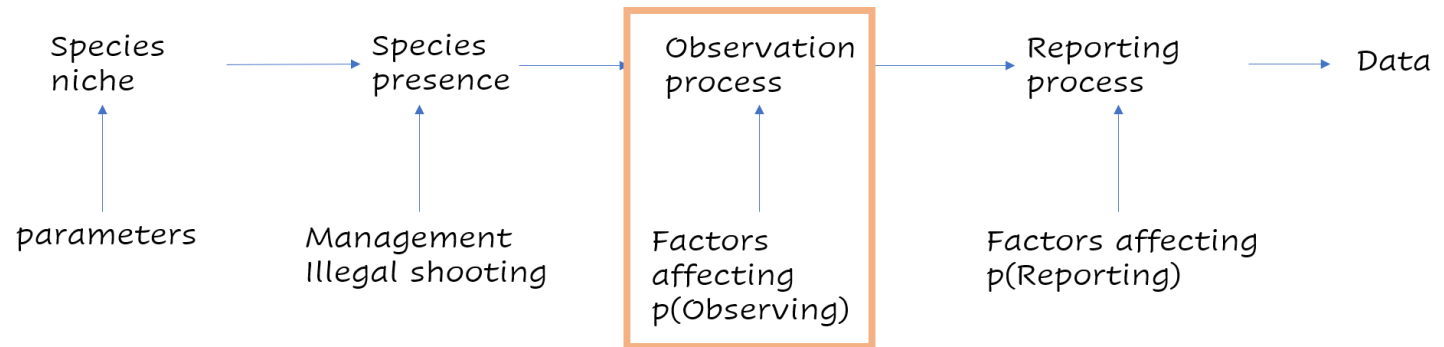 Species
niche
Species
presence
Observation
process
Reporting
process
Data
parameters
Management
Illegal shooting
Factors
affecting
p(Observing)
Factors affecting
p(Reporting)